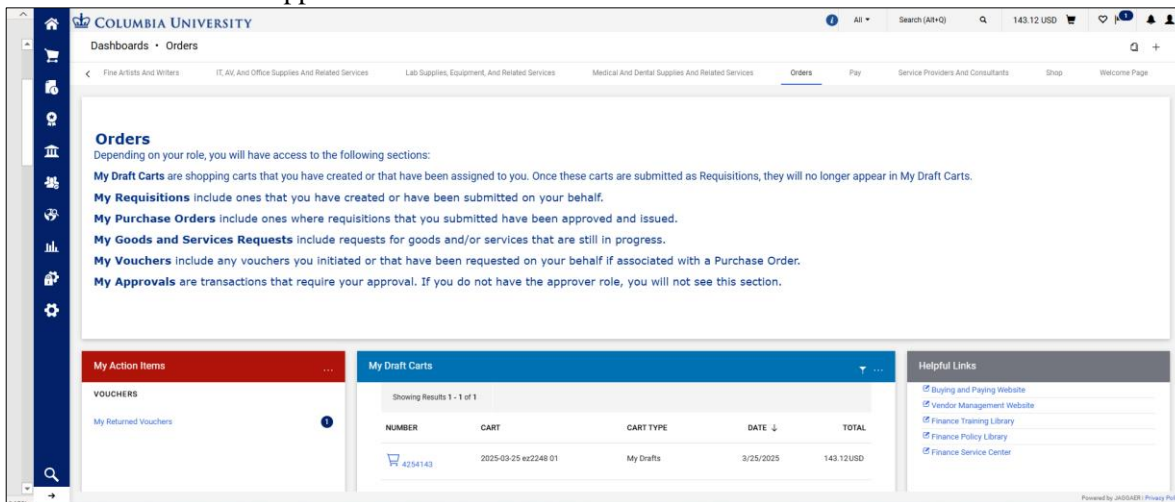 COLUMBIA UNIVERSITY
All
Search (Alt+Q)
143.12 USD
1
Dashboards • Orders
Fine Artists And Writers
IT, AV, And Office Supplies And Related Services
Lab Supplies, Equipment, And Related Services
Medical And Dental Supplies And Related Services
Orders
Pay
Service Providers And Consultants
Shop
Welcome Page
Orders
Depending on your role, you will have access to the following sections:
My Draft Carts are shopping carts that you have created or that have been assigned to you. Once these carts are submitted as Requisitions, they will no longer appear in My Draft Carts.
My Requisitions include ones that you have created or have been submitted on your behalf.
My Purchase Orders include ones where requisitions that you submitted have been approved and issued.
My Goods and Services Requests include requests for goods and/or services that are still in progress.
My Vouchers include any vouchers you initiated or that have been requested on your behalf if associated with a Purchase Order.
My Approvals are transactions that require your approval. If you do not have the approver role, you will not see this section.
My Action Items ...
VOUCHERS
My Returned Vouchers 1
My Draft Carts ...
Showing Results 1 - 1 of 1
NUMBER CART CART TYPE DATE ↓ TOTAL
4254143 2025-03-25 ez2248 01 My Drafts 3/25/2025 143.12 USD
Helpful Links
Buying and Paying Website
Vendor Management Website
Finance Training Library
Finance Policy Library
Finance Service Center
Powered by JAGGAER | Privacy